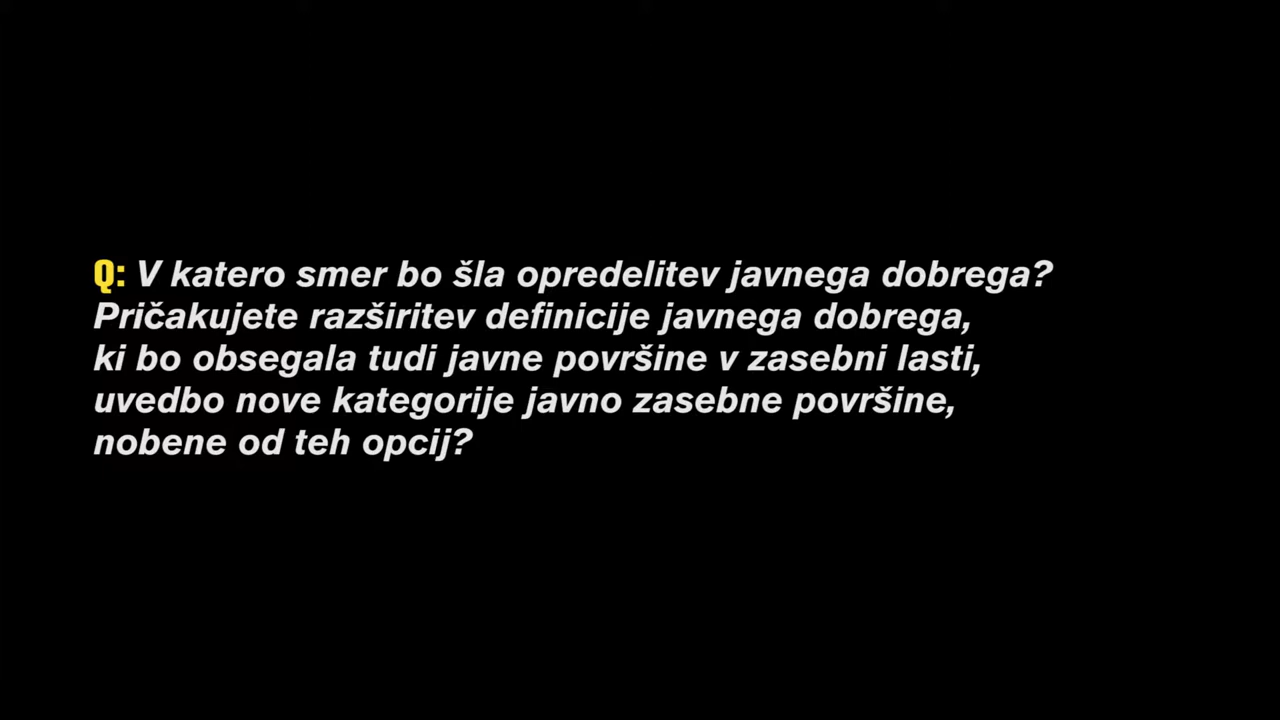 Q: V katero smer bo šla opredelitev javnega dobrega?
Pričakujete razširitev definicije javnega dobrega,
ki bo obsegala tudi javne površine v zasebni lasti,
uvedbo nove kategorije javno zasebne površine,
nobene od teh opcij?